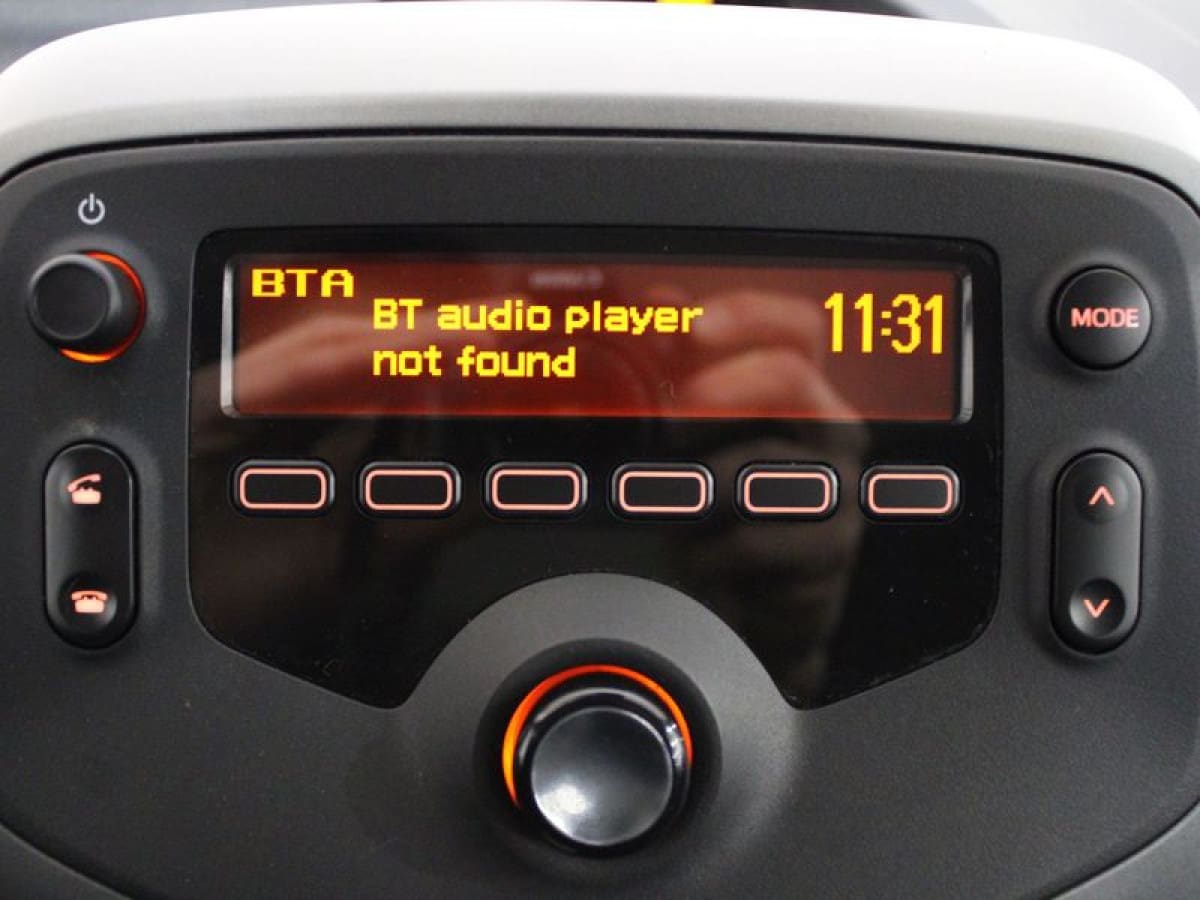 BTA
BT audio player
not found
11:31
MODE